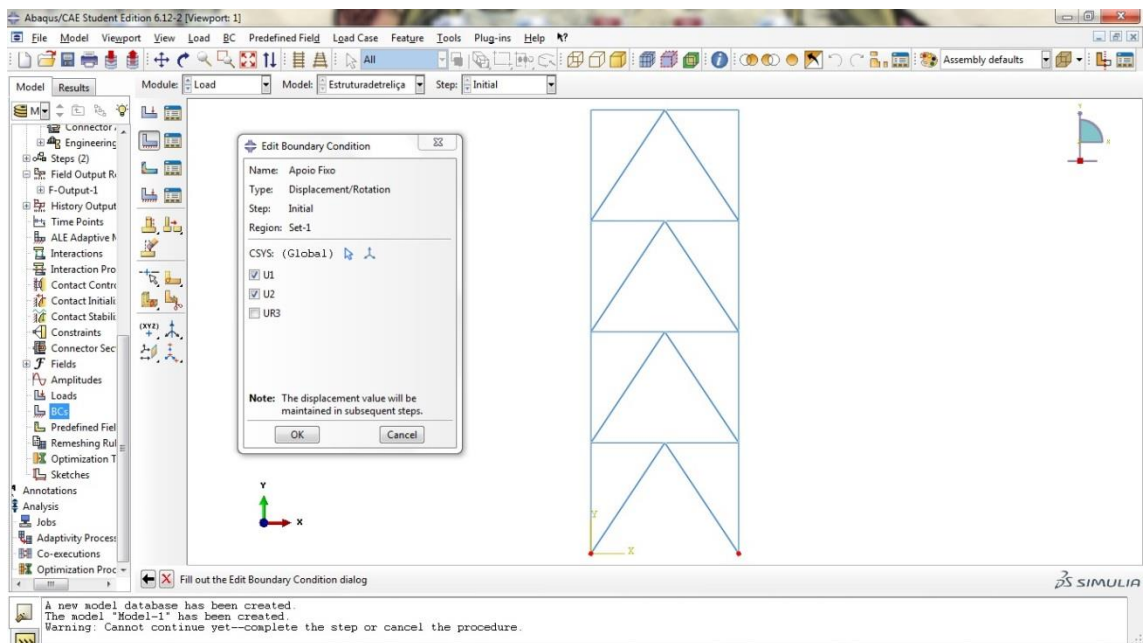 Abaqus/CAE Student Edition 6.12-2 [Viewport: 1]
File Model Viewport View Load BC Predefined Field Load Case Feature Tools Plug-ins Help
All
Assembly defaults
Model Results
Module: Load Model: Estruturadetreliça Step: Initial
Connector
Engineering
Steps (2)
Field Output R
F-Output-1
History Output
Time Points
ALE Adaptive
Interactions
Interaction Pro
Contact Contro
Contact Initiali
Contact Stabili
Constraints
Connector Sec
Fields
Amplitudes
Loads
BCs
Predefined Fiel
Remeshing Rul
Optimization T
Sketches
Annotations
Analysis
Jobs
Adaptivity Process
Co-executions
Optimization Proc
(XYZ)
Edit Boundary Condition
Name: Apoio Fixo
Type: Displacement/Rotation
Step: Initial
Region: Set-1
CSYS: (Global)
U1
U2
UR3
Note: The displacement value will be
maintained in subsequent steps.
OK Cancel
Y
X
Y
X
Y
X
Fill out the Edit Boundary Condition dialog
SIMULIA
A new model database has been created.
The model "Model-1" has been created.
Warning: Cannot continue yet--complete the step or cancel the procedure.